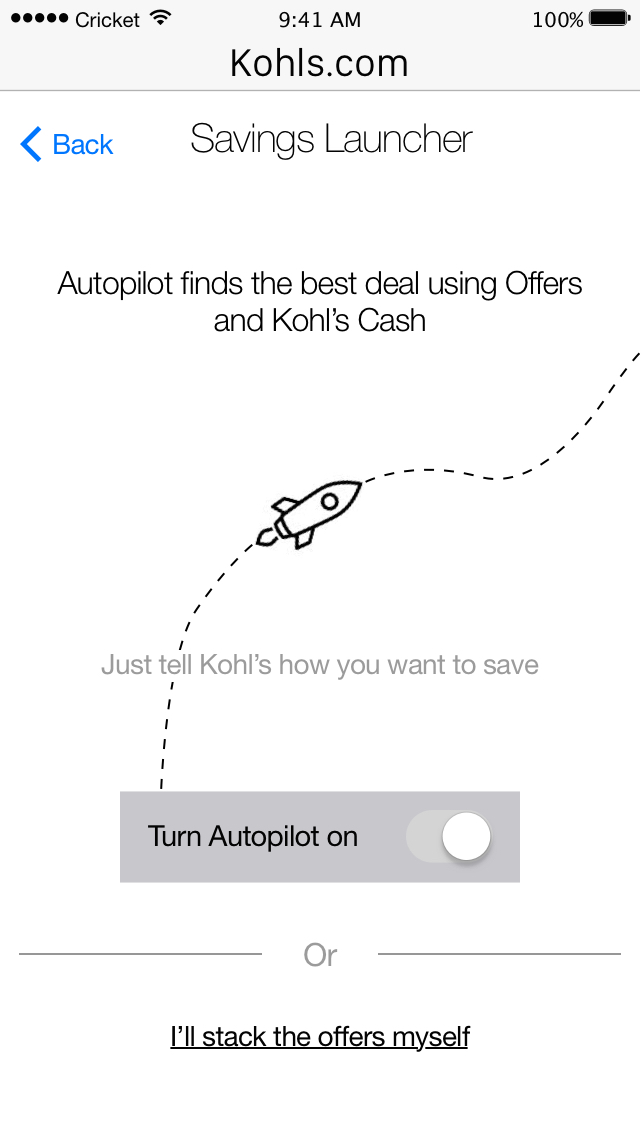 Cricket 9:41 AM 100%
Kohls.com
Back Savings Launcher
Autopilot finds the best deal using Offers
and Kohl’s Cash
Just tell Kohl’s how you want to save
Turn Autopilot on
Or
I’ll stack the offers myself